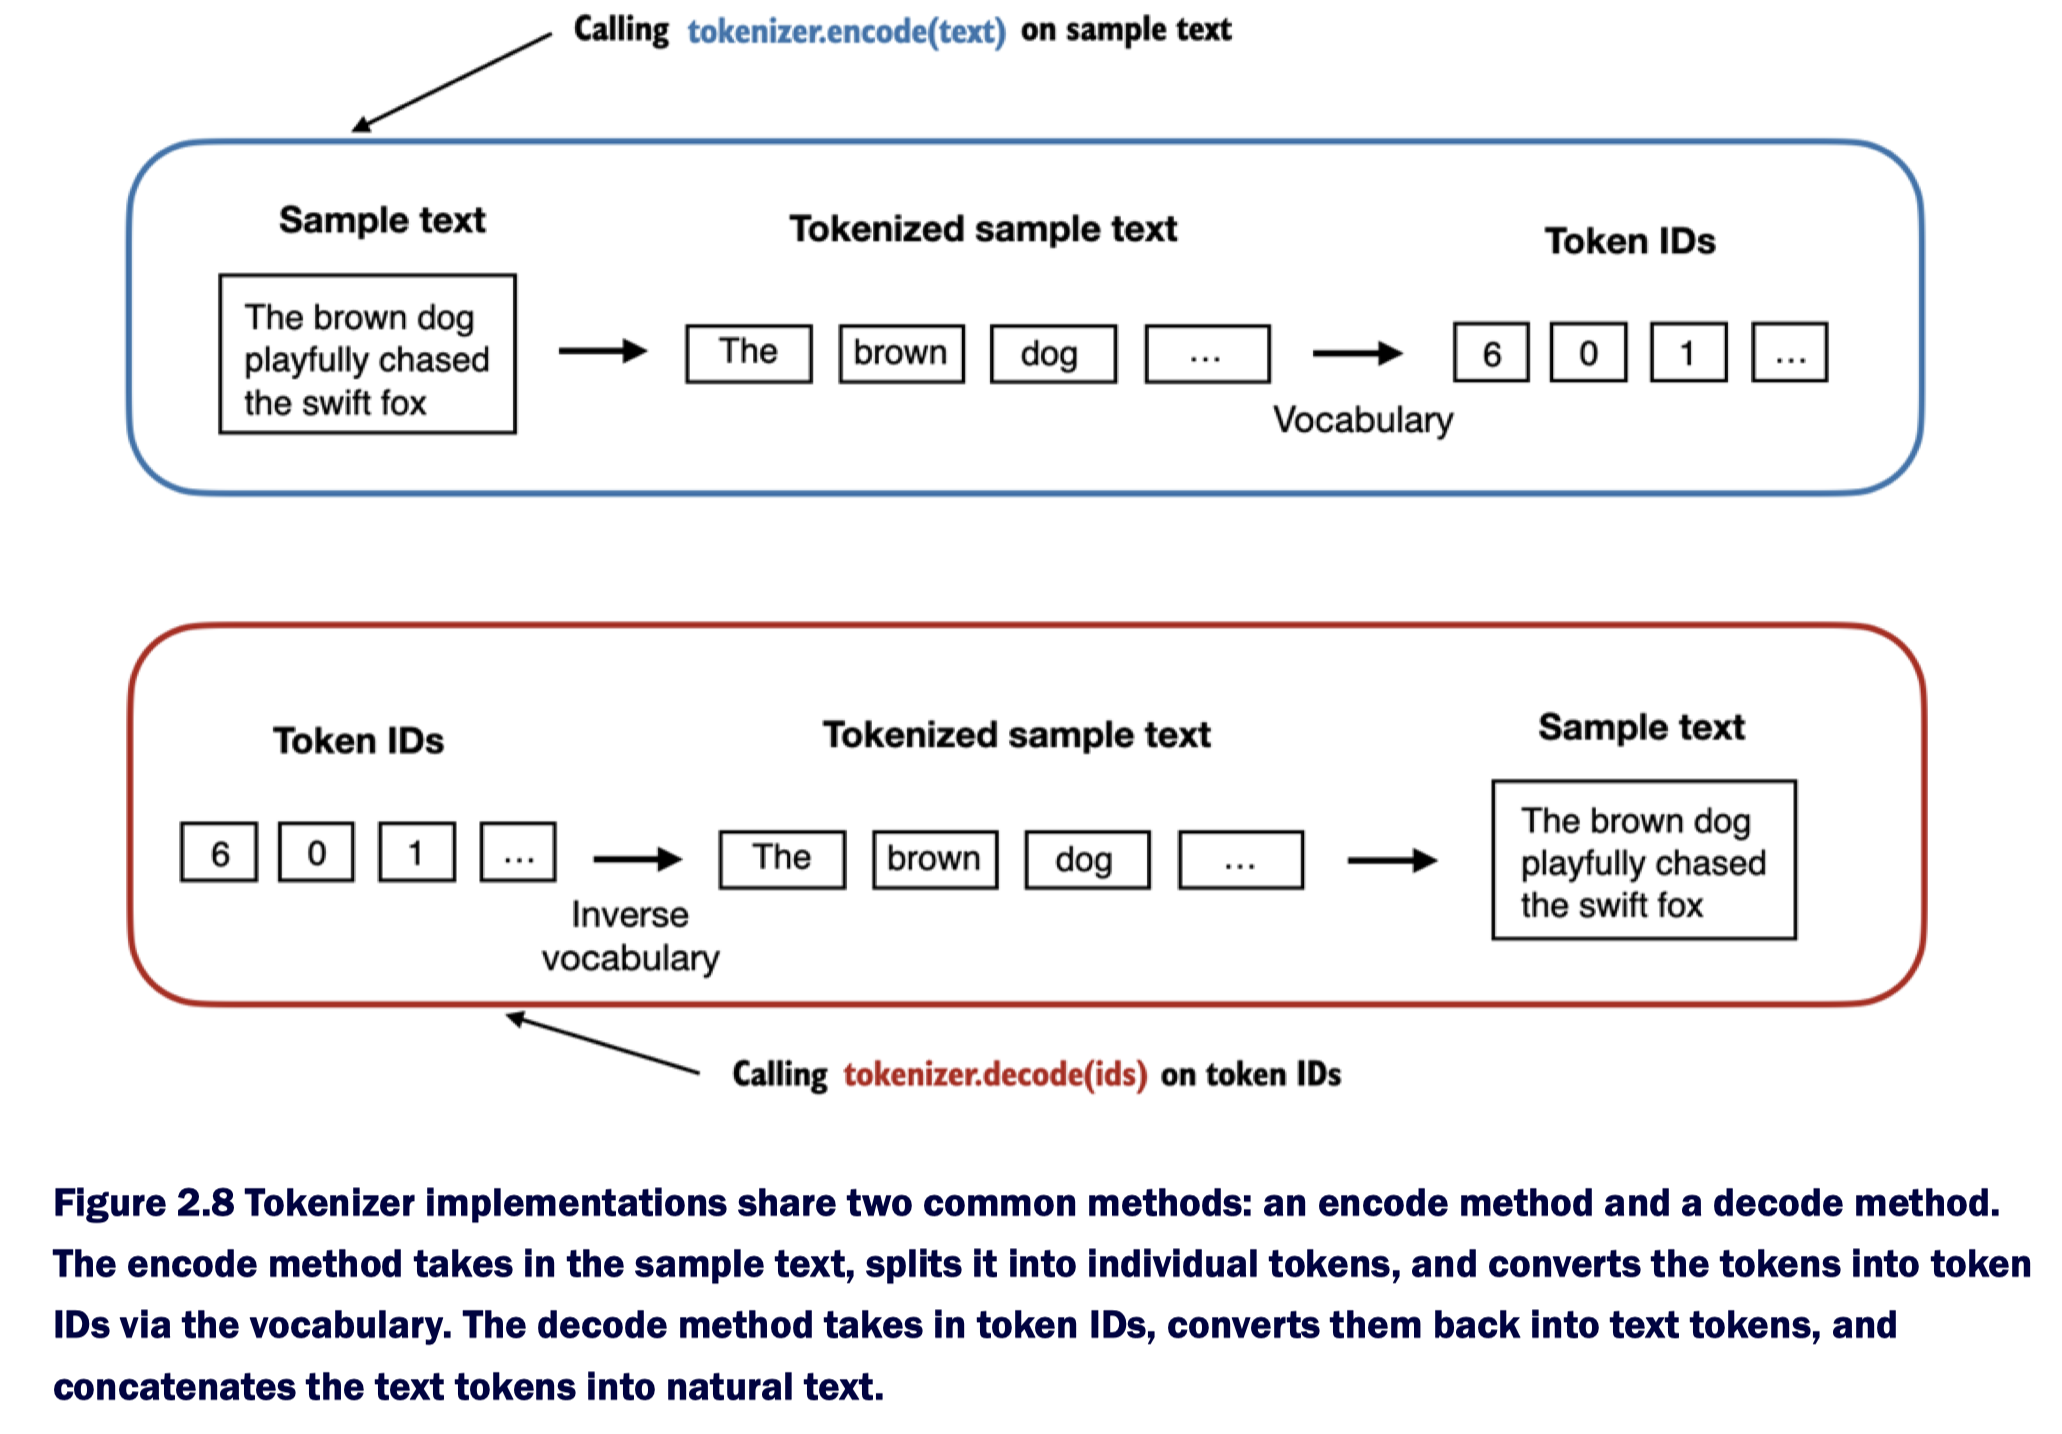 Calling tokenizer.encode(text) on sample text
Sample text
Tokenized sample text
Token IDs
The brown dog
playfully chased
the swift fox
The
brown
dog
...
Vocabulary
6
0
1
...
Token IDs
Tokenized sample text
Sample text
6
0
1
...
Inverse
vocabulary
The
brown
dog
...
The brown dog
playfully chased
the swift fox
Calling tokenizer.decode(ids) on token IDs
Figure 2.8 Tokenizer implementations share two common methods: an encode method and a decode method.
The encode method takes in the sample text, splits it into individual tokens, and converts the tokens into token
IDs via the vocabulary. The decode method takes in token IDs, converts them back into text tokens, and
concatenates the text tokens into natural text.